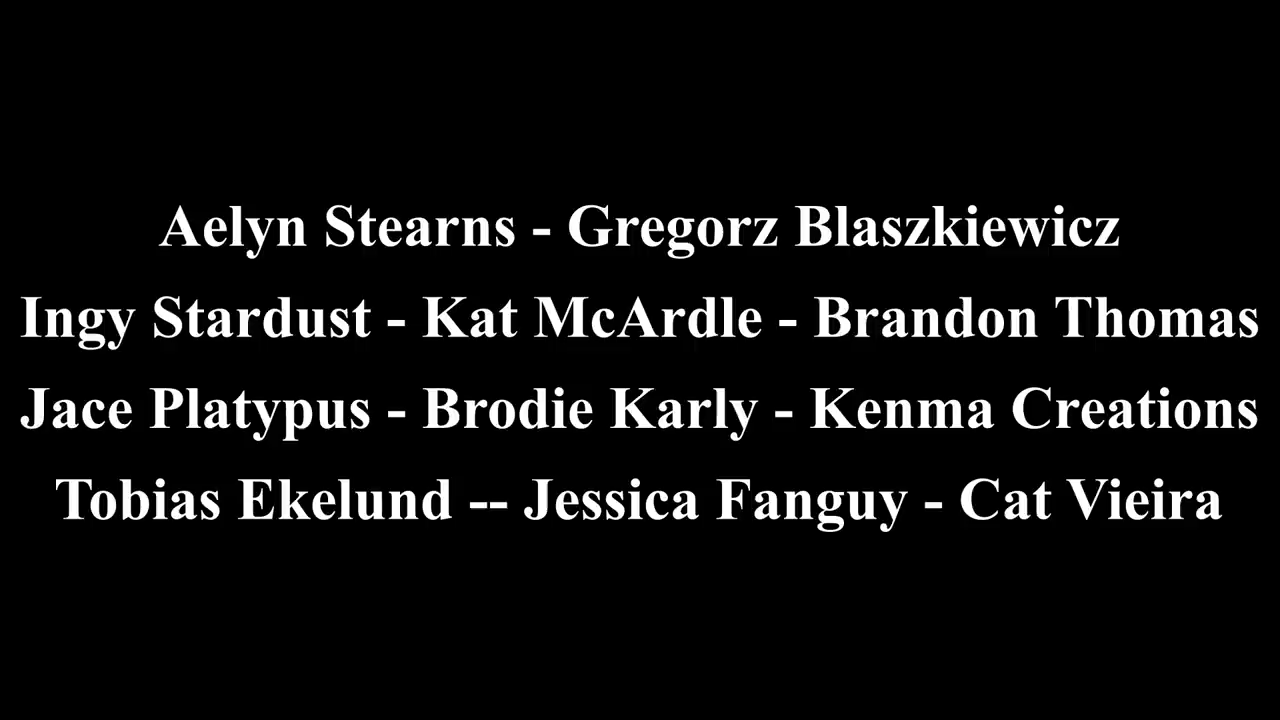 Aelyn Stearns - Gregorz Blaszkiewicz
Ingy Stardust - Kat McArdle - Brandon Thomas
Jace Platypus - Brodie Karly - Kenma Creations
Tobias Ekelund -- Jessica Fanguy - Cat Vieira